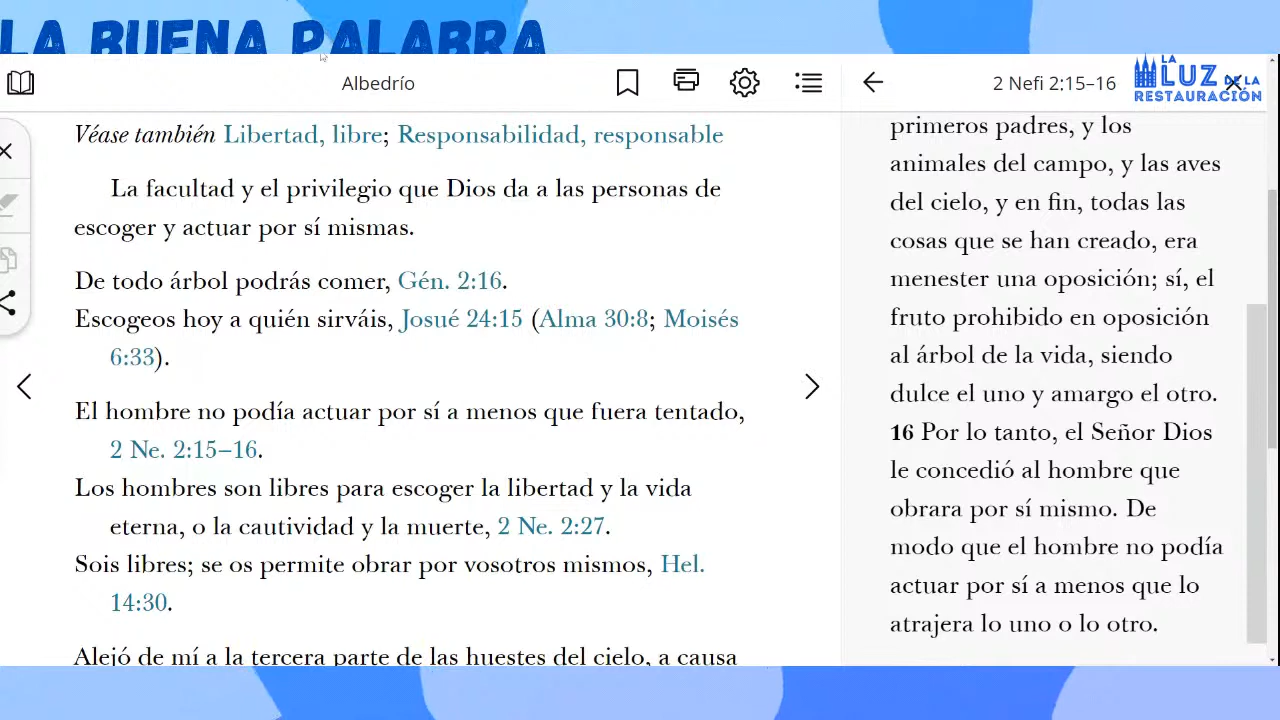 LA BUENA PALABRA
Albedrío
Véase también Libertad, libre; Responsabilidad, responsable
La facultad y el privilegio que Dios da a las personas de
escoger y actuar por sí mismas.
De todo árbol podrás comer, Gén. 2:16.
Escogeos hoy a quién sirváis, Josué 24:15 (Alma 30:8; Moisés
6:33).
El hombre no podía actuar por sí a menos que fuera tentado,
2 Ne. 2:15–16.
Los hombres son libres para escoger la libertad y la vida
eterna, o la cautividad y la muerte, 2 Ne. 2:27.
Sois libres; se os permite obrar por vosotros mismos, Hel.
14:30.
Alejó de mí a la tercera parte de las huestes del cielo, a causa
2 Nefi 2:15–16
LA
LUZ DE LA
RESTAURACIÓN
primeros padres, y los
animales del campo, y las aves
del cielo, y en fin, todas las
cosas que se han creado, era
menester una oposición; sí, el
fruto prohibido en oposición
al árbol de la vida, siendo
dulce el uno y amargo el otro.
16 Por lo tanto, el Señor Dios
le concedió al hombre que
obrara por sí mismo. De
modo que el hombre no podía
actuar por sí a menos que lo
atrajera lo uno o lo otro.